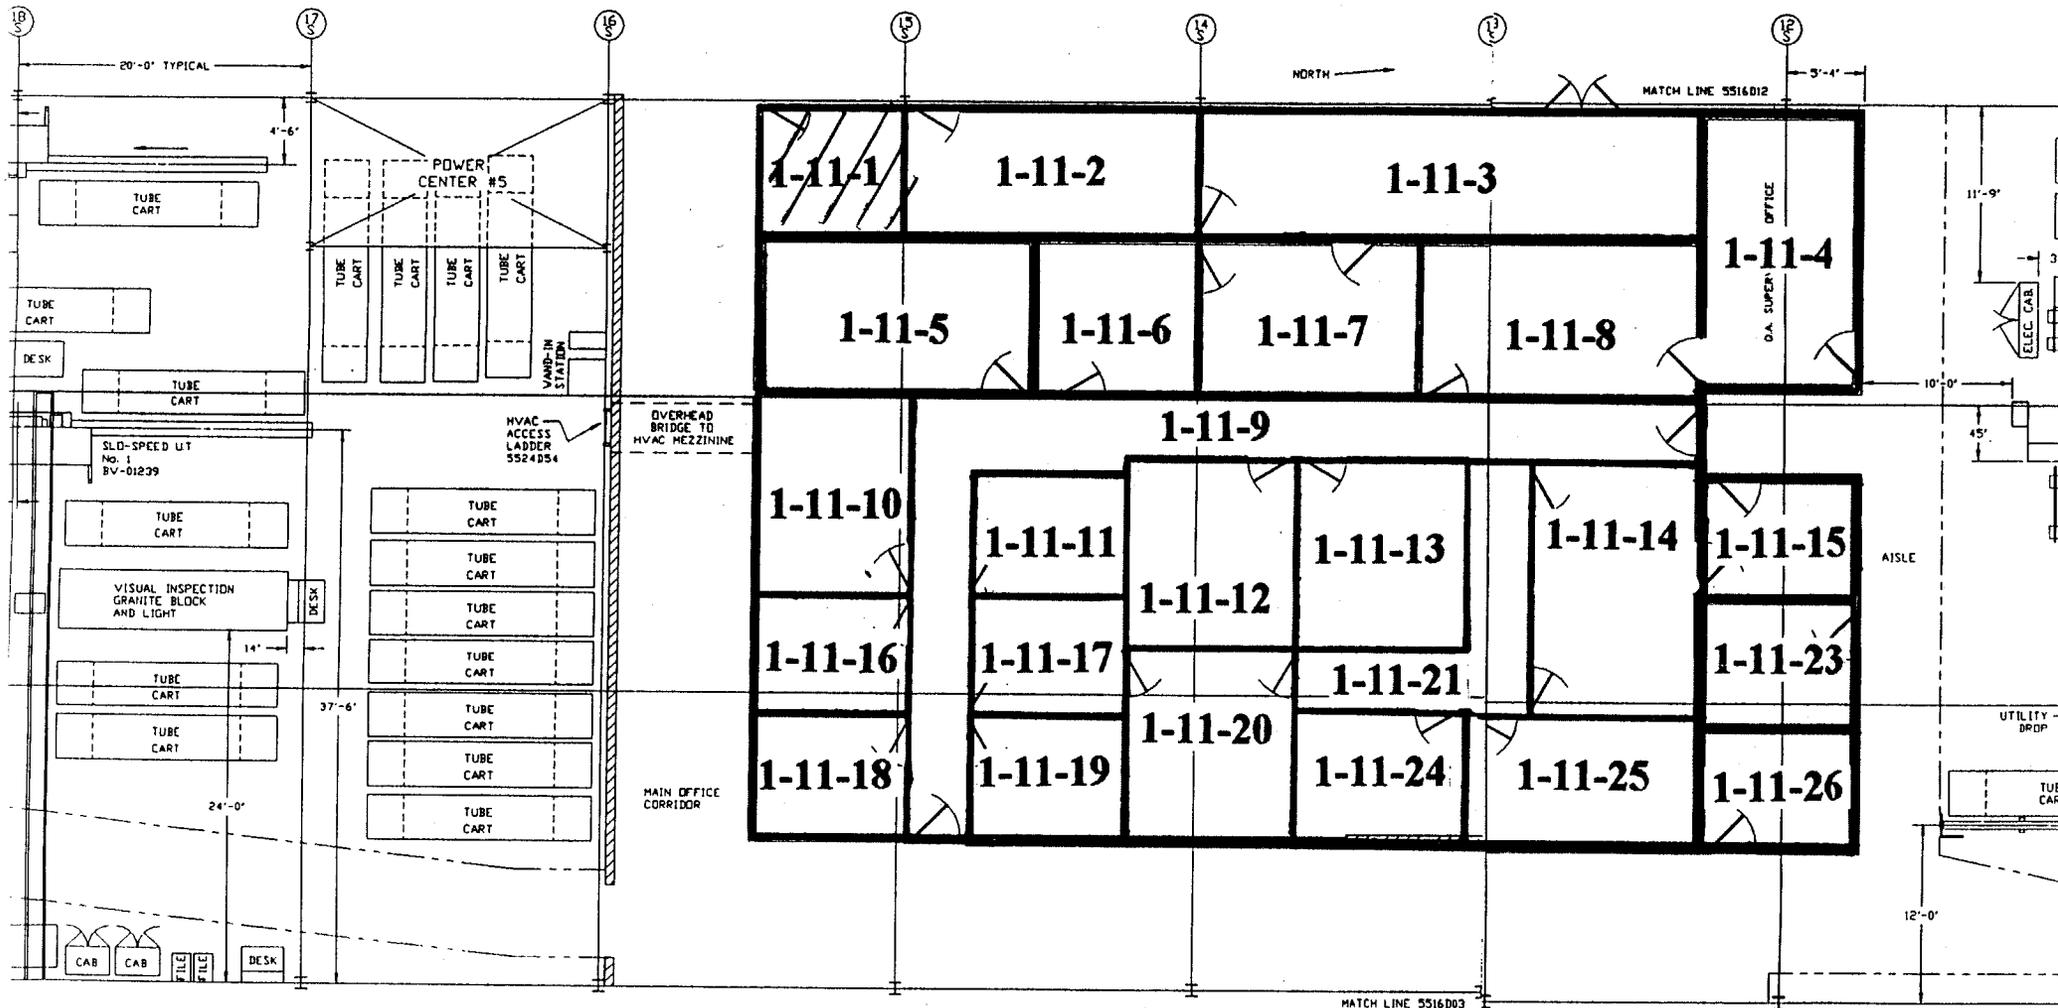 18
S
17
S
16
S
15
S
14
S
13
S
12
S
20'-0" TYPICAL
NORTH
5'-4"
MATCH LINE 5516D12
4'-6"
POWER
CENTER #5
TUBE
CART
TUBE
CART
TUBE
CART
TUBE
CART
TUBE
CART
TUBE
CART
DESK
TUBE
CART
WAND-IN
STATION
HVAC
ACCESS
LADDER
5524D54
OVERHEAD
BRIDGE TO
HVAC MEZZININE
SLO-SPEED U.T
No. 1
BV-01239
TUBE
CART
VISUAL INSPECTION
GRANITE BLOCK
AND LIGHT
DESK
14"
TUBE
CART
TUBE
CART
37'-6"
24'-0"
TUBE
CART
TUBE
CART
TUBE
CART
TUBE
CART
TUBE
CART
TUBE
CART
TUBE
CART
CAB
CAB
FILE
FILE
DESK
MAIN OFFICE
CORRIDOR
1-11-1
1-11-2
1-11-3
1-11-4
1-11-5
1-11-6
1-11-7
1-11-8
1-11-9
1-11-10
1-11-11
1-11-12
1-11-13
1-11-14
1-11-15
1-11-16
1-11-17
1-11-18
1-11-19
1-11-20
1-11-21
1-11-23
1-11-24
1-11-25
1-11-26
OFFICE
11'-9"
ELEC. CAB.
10'-0"
45"
AISLE
UTILITY
DROP
12'-0"
MATCH LINE 5516D03